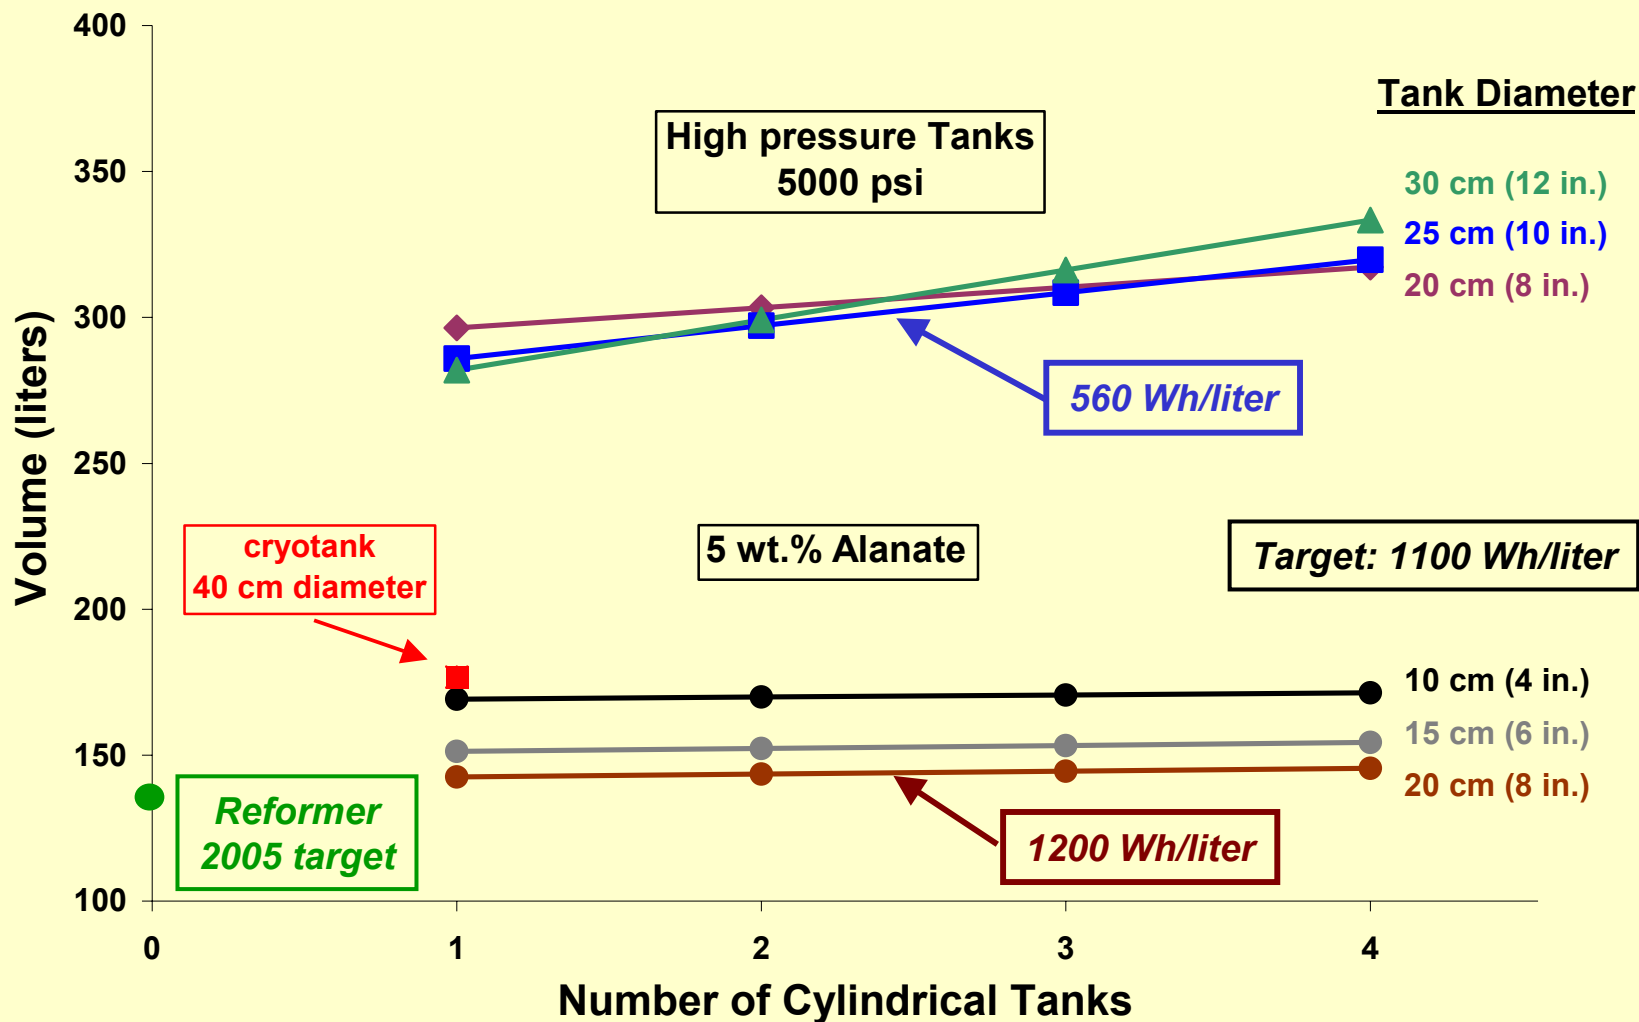 400
350
300
250
200
150
100
Volume (liters)
Tank Diameter
High pressure Tanks
5000 psi
30 cm (12 in.)
25 cm (10 in.)
20 cm (8 in.)
560 Wh/liter
cryotank
40 cm diameter
5 wt.% Alanate
Target: 1100 Wh/liter
10 cm (4 in.)
15 cm (6 in.)
20 cm (8 in.)
Reformer
2005 target
1200 Wh/liter
0 1 2 3 4
Number of Cylindrical Tanks